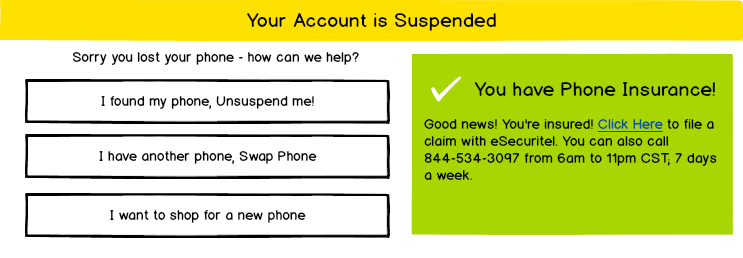 Your Account is Suspended
Sorry you lost your phone - how can we help?
I found my phone, Unsuspend me!
I have another phone, Swap Phone
I want to shop for a new phone
You have Phone Insurance!
Good news! You're insured! Click Here to file a
claim with eSecuritel. You can also call
844-534-3097 from 6am to 11pm CST, 7 days
a week.